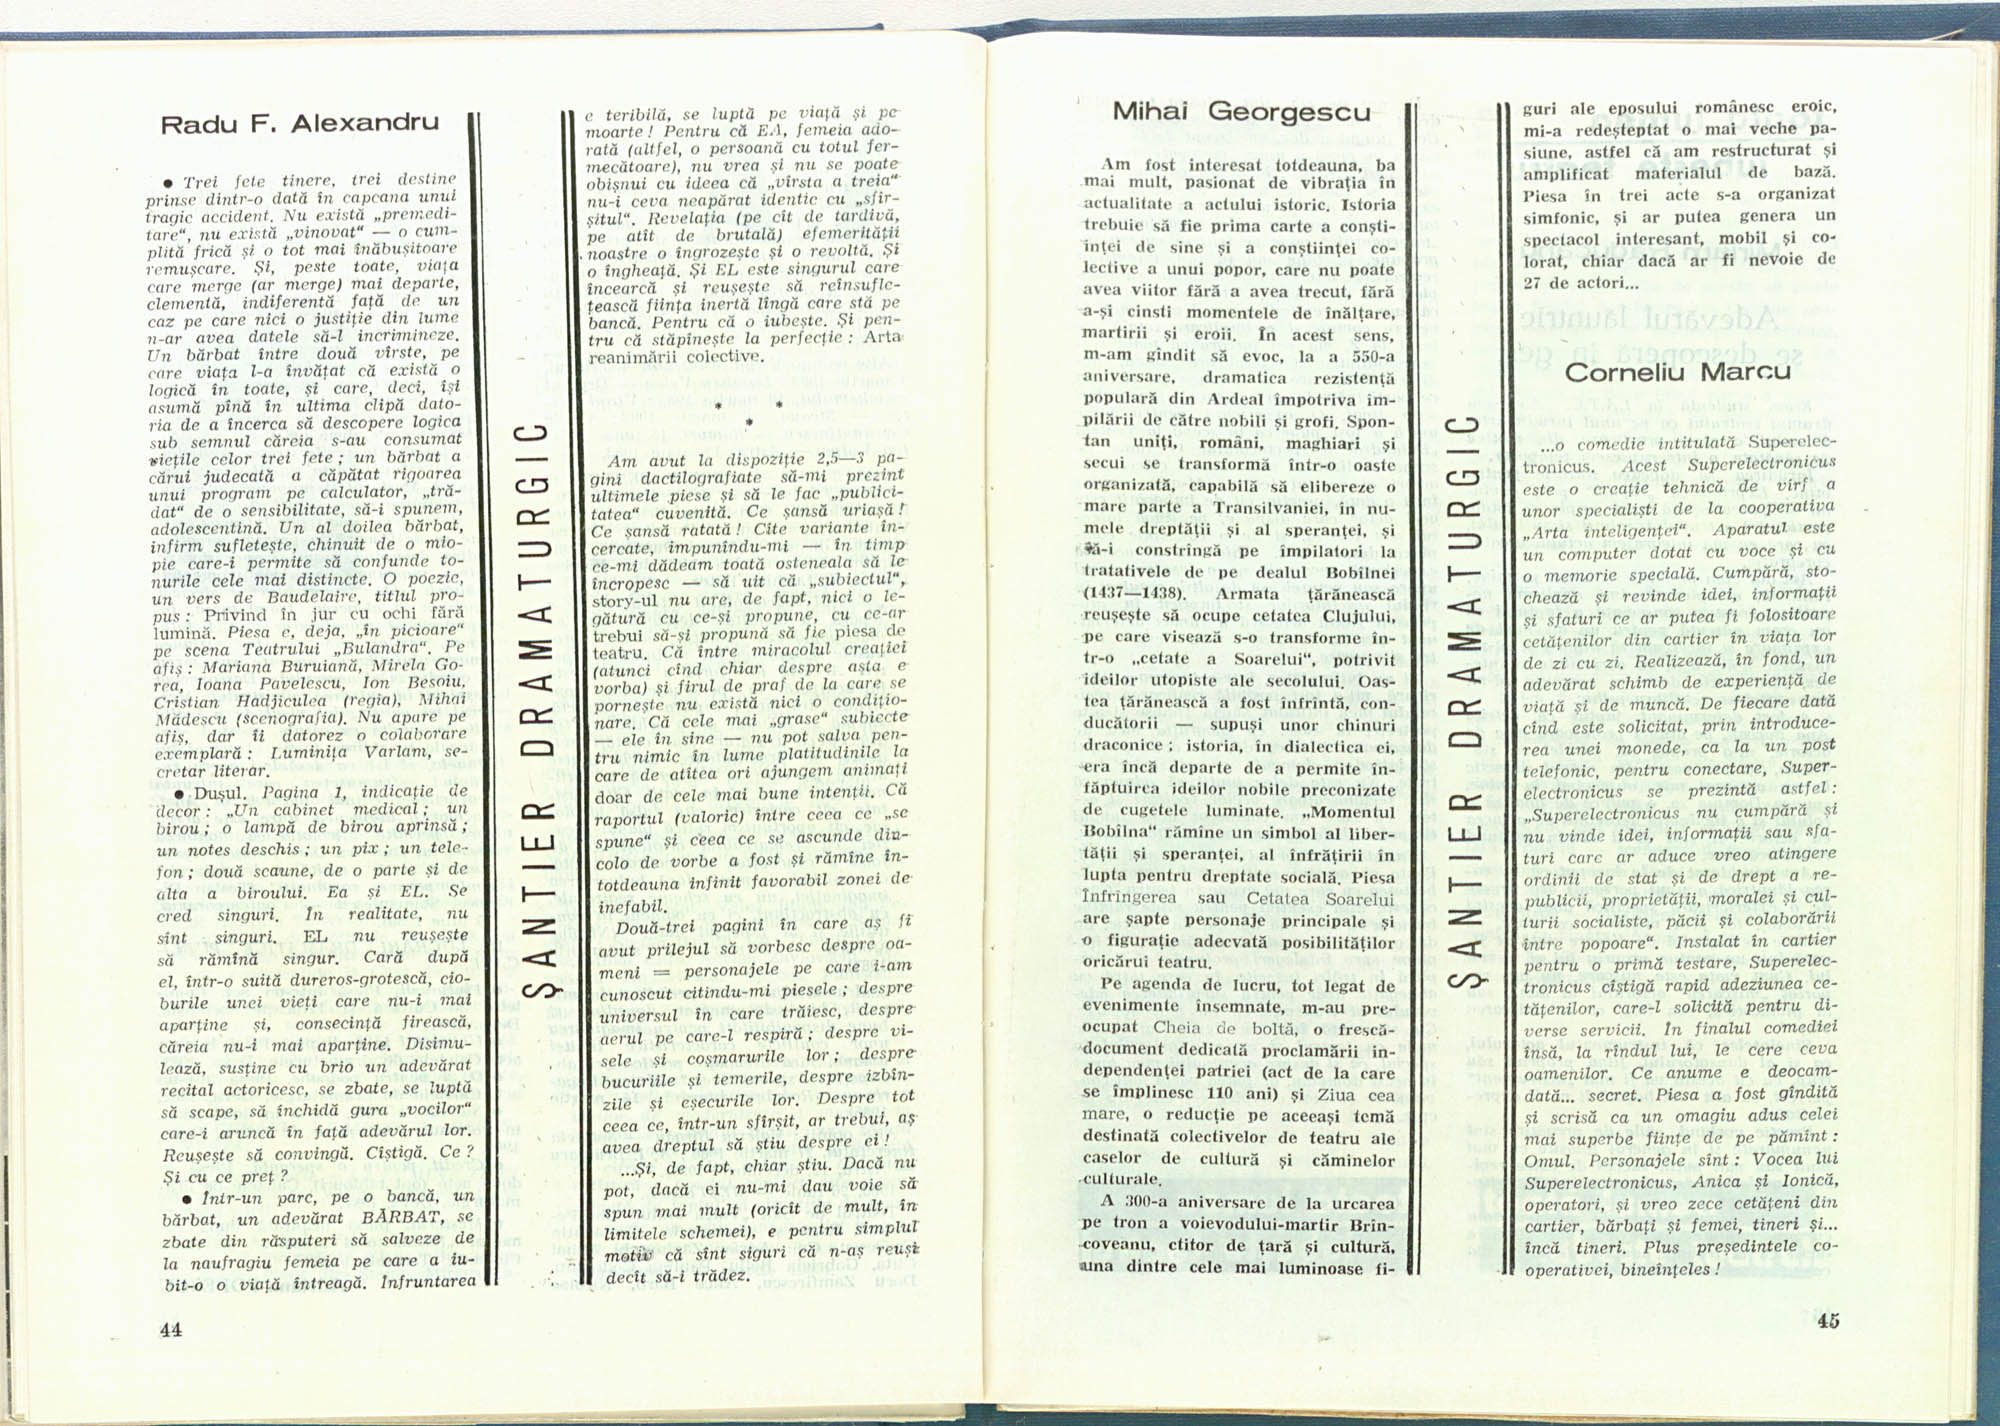 Radu F. Alexandru
● Trei fete tinere, trei destine
prinse dintr-o dată în capcana unui
tragic accident. Nu există „premedi-
tare“, nu există „vinovat“ — o cum-
plită frică și o tot mai înăbușitoare
remușcare. Și, peste toate, viața
care merge (ar merge) mai departe,
clementă, indiferentă față de un
caz pe care nici o justiție din lume
n-ar avea datele să-l incrimineze.
Un bărbat între două vîrste, pe
care viața l-a învățat că există o
logică în toate, și care, deci, își
asumă pînă în ultima clipă dato-
ria de a încerca să descopere logica
sub semnul căreia s-au consumat
viețile celor trei fete ; un bărbat a
cărui judecată a căpătat rigoarea
unui program pe calculator, „tră-
dat“ de o sensibilitate, să-i spunem,
adolescentină. Un al doilea bărbat,
infirm sufletește, chinuit de o mio-
pie care-i permite să confunde to-
nurile cele mai distincte. O poezie,
un vers de Baudelaire, titlul pro-
pus : Privind în jur cu ochi fără
lumină. Piesa e, deja, „în picioare“
pe scena Teatrului „Bulandra“. Pe
afiș : Mariana Buruiană, Mirela Go-
rea, Ioana Pavelescu, Ion Besoiu,
Cristian Hadjiculea (regia), Mihai
Mădescu (scenografia). Nu apare pe
afiș, dar îi datorez o colaborare
exemplară : Luminița Varlam, se-
cretar literar.
● Dușul. Pagina 1, indicație de
decor : „Un cabinet medical ; un
birou ; o lampă de birou aprinsă ;
un notes deschis ; un pix ; un tele-
fon ; două scaune, de o parte și de
alta a biroului. Ea și EL. Se
cred singuri. În realitate, nu
sînt singuri. EL nu reușește
să rămînă singur. Cară după
el, într-o suită dureros-grotescă, cio-
burile unei vieți care nu-i mai
aparține și, consecință firească,
căreia nu-i mai aparține. Disimu-
lează, susține cu brio un adevărat
recital actoricesc, se zbate, se luptă
să scape, să închidă gura „vocilor“
care-i aruncă în față adevărul lor.
Reușește să convingă. Cîștigă. Ce ?
Și cu ce preț ?
● Într-un parc, pe o bancă, un
bărbat, un adevărat BĂRBAT, se
zbate din răsputeri să salveze de
la naufragiu femeia pe care a iu-
bit-o o viață întreagă. Infruntarea
ȘANTIER DRAMATURGIC
e teribilă, se luptă pe viață și pe
moarte ! Pentru că EA, femeia ado-
rată (altfel, o persoană cu totul fer-
mecătoare), nu vrea și nu se poate
obișnui cu ideea că „vîrsta a treia“
nu-i ceva neapărat identic cu „sfîr-
șitul“. Revelația (pe cît de tardivă,
pe atît de brutală) efemerității
noastre o îngrozește și o revoltă. Și
o îngheață. Și EL este singurul care
încearcă și reușește să reînsufle-
țească ființa inertă lîngă care stă pe
bancă. Pentru că o iubește. Și pen-
tru că stăpînește la perfecție : Arta
reanimării colective.
* *
*
Am avut la dispoziție 2,5—3 pa-
gini dactilografiate să-mi prezint
ultimele piese și să le fac „publici-
tatea“ cuvenită. Ce șansă uriașă !
Ce șansă ratată ! Cite variante în-
cercate, impunîndu-mi — în timp
ce-mi dădeam toată osteneala să le
încropesc — să uit că „subiectul“,
story-ul nu are, de fapt, nici o le-
gătură cu ce-și propune, cu ce-ar
trebui să-și propună să fie piesa de
teatru. Că între miracolul creației
(atunci cînd chiar despre asta e
vorba) și firul de praf de la care se
pornește nu există nici o condițio-
nare. Că cele mai „grase“ subiecte
— ele în sine — nu pot salva pen-
tru nimic în lume platitudinile la
care de atîtea ori ajungem animați
doar de cele mai bune intenții. Că
raportul (valoric) între ceea ce „se
spune“ și ceea ce se ascunde din-
colo de vorbe a fost și rămîne în-
totdeauna infinit favorabil zonei de
inefabil.
Două-trei pagini în care aș fi
avut prilejul să vorbesc despre oa-
meni = personajele pe care i-am
cunoscut citindu-mi piesele ; despre
universul în care trăiesc, despre
aerul pe care-l respiră ; despre vi-
sele și coșmarurile lor ; despre
bucuriile și temerile, despre izbîn-
zile și eșecurile lor. Despre tot
ceea ce, într-un sfîrșit, ar trebui, aș
avea dreptul să știu despre ei !
...Și, de fapt, chiar știu. Dacă nu
pot, dacă ei nu-mi dau voie să
spun mai mult (oricît de mult, în
limitele schemei), e pentru simplul
motiv că sînt siguri că n-aș reuși
decît să-i trădez.
44
Mihai Georgescu
Am fost interesat totdeauna, ba
mai mult, pasionat de vibrația în
actualitate a actului istoric. Istoria
trebuie să fie prima carte a conști-
inței de sine și a conștiinței co-
lective a unui popor, care nu poate
avea viitor fără a avea trecut, fără
a-și cinsti momentele de înălțare,
martirii și eroii. În acest sens,
m-am gîndit să evoc, la a 550-a
aniversare, dramatica rezistență
populară din Ardeal împotriva îm-
pilării de către nobili și grofi. Spon-
tan uniți, români, maghiari și
secui se transformă într-o oaste
organizată, capabilă să elibereze o
mare parte a Transilvaniei, în nu-
mele dreptății și al speranței, și
să-i constringă pe împilatori la
tratativele de pe dealul Bobîlnei
(1437—1438). Armata țărănească
reușește să ocupe cetatea Clujului,
pe care visează s-o transforme în-
tr-o „cetate a Soarelui“, potrivit
ideilor utopiste ale secolului. Oas-
tea țărănească a fost înfrîntă, con-
ducătorii — supuși unor chinuri
draconice ; istoria, în dialectica ei,
era încă departe de a permite în-
făptuirea ideilor nobile preconizate
de cugetele luminate. „Momentul
Bobîlna“ rămîne un simbol al liber-
tății și speranței, al înfrățirii în
lupta pentru dreptate socială. Piesa
Înfrîngerea sau Cetatea Soarelui
are șapte personaje principale și
o figurație adecvată posibilităților
oricărui teatru.
Pe agenda de lucru, tot legat de
evenimente însemnate, m-au pre-
ocupat Cheia de boltă, o frescă-
document dedicată proclamării in-
dependenței patriei (act de la care
se împlinesc 110 ani) și Ziua cea
mare, o reducție pe aceeași temă
destinată colectivelor de teatru ale
caselor de cultură și căminelor
culturale.
A 300-a aniversare de la urcarea
pe tron a voievodului-martir Brîn-
coveanu, ctitor de țară și cultură,
una dintre cele mai luminoase fi-
ȘANTIER DRAMATURGIC
guri ale eposului românesc eroic,
mi-a redeșteptat o mai veche pa-
siune, astfel că am restructurat și
amplificat materialul de bază.
Piesa în trei acte s-a organizat
simfonic, și ar putea genera un
spectacol interesant, mobil și co-
lorat, chiar dacă ar fi nevoie de
27 de actori...
Corneliu Marcu
...o comedie intitulată Superelec-
tronicus. Acest Superelectronicus
este o creație tehnică de vîrf a
unor specialiști de la cooperativa
„Arta inteligenței“. Aparatul este
un computer dotat cu voce și cu
o memorie specială. Cumpără, sto-
chează și revinde idei, informații
și sfaturi ce ar putea fi folositoare
cetățenilor din cartier în viața lor
de zi cu zi. Realizează, în fond, un
adevărat schimb de experiență de
viață și de muncă. De fiecare dată
cînd este solicitat, prin introduce-
rea unei monede, ca la un post
telefonic, pentru conectare, Super-
electronicus se prezintă astfel :
„Superelectronicus nu cumpără și
nu vinde idei, informații sau sfa-
turi care ar aduce vreo atingere
ordinii de stat și de drept a re-
publicii, proprietății, moralei și cul-
turii socialiste, păcii și colaborării
între popoare“. Instalat în cartier
pentru o primă testare, Superelec-
tronicus cîștigă rapid adeziunea ce-
tățenilor, care-l solicită pentru di-
verse servicii. În finalul comediei
însă, la rîndul lui, le cere ceva
oamenilor. Ce anume e deocam-
dată... secret. Piesa a fost gîndită
și scrisă ca un omagiu adus celei
mai superbe ființe de pe pămînt :
Omul. Personajele sînt : Vocea lui
Superelectronicus, Anica și Ionică,
operatori, și vreo zece cetățeni din
cartier, bărbați și femei, tineri și...
încă tineri. Plus președintele co-
operativei, bineînțeles !
45